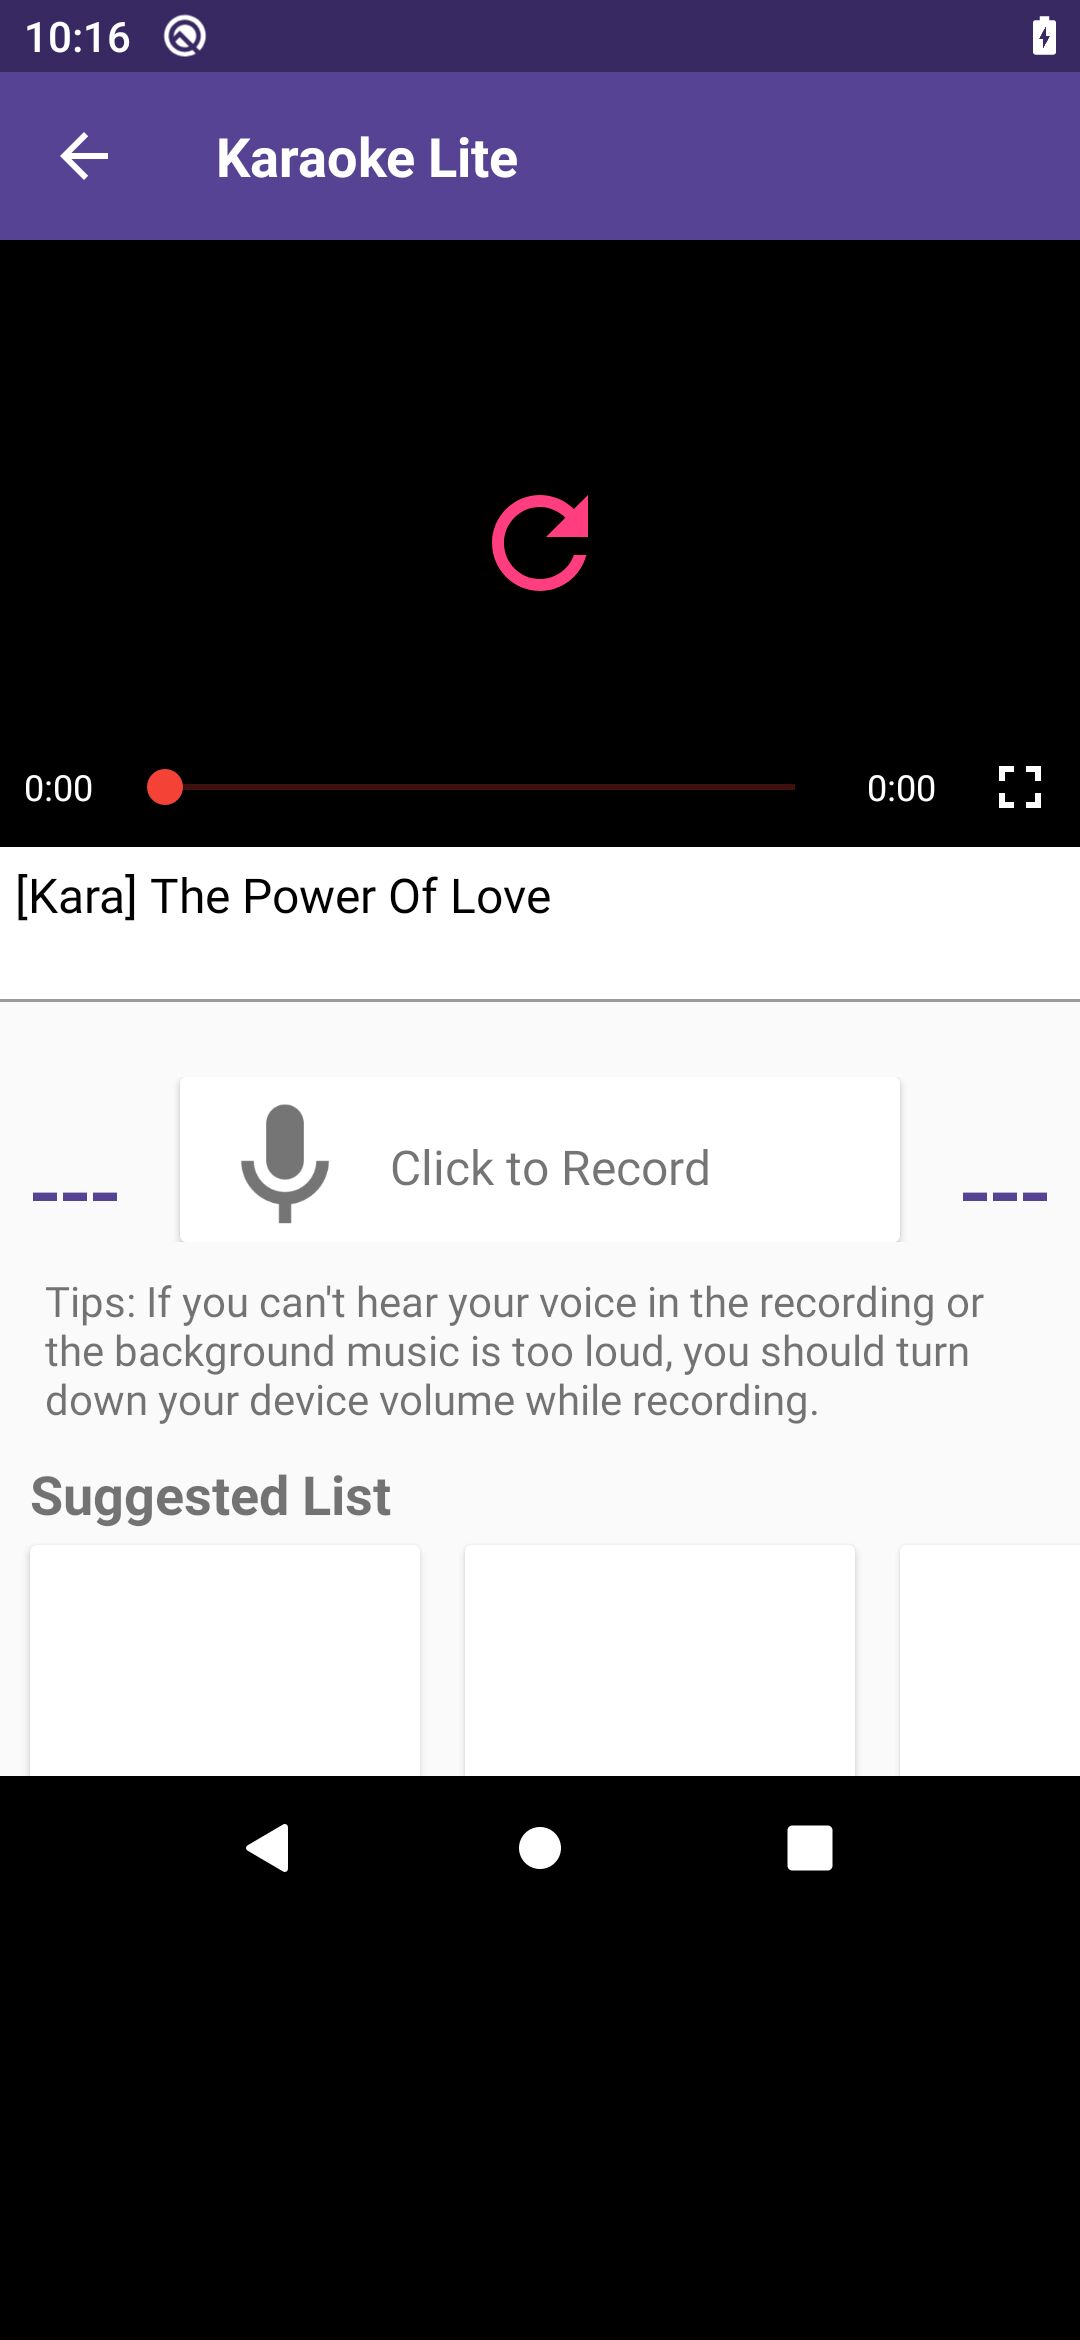 10:16
Karaoke Lite
0:00
0:00
[Kara] The Power Of Love
---
Click to Record
---
Tips: If you can't hear your voice in the recording or
the background music is too loud, you should turn
down your device volume while recording.
Suggested List